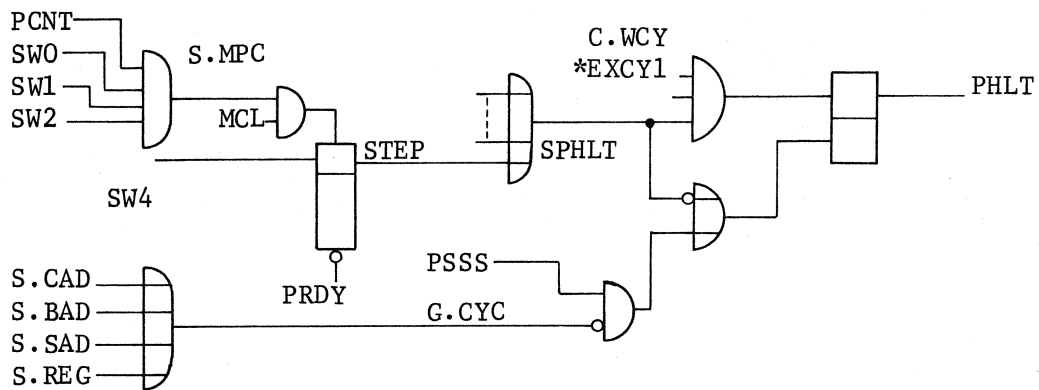 PCNT
SW0
SW1
SW2
S.MPC
MCL
C.WCY
*EXCY1
PHLT
STEP
SPHLT
SW4
PRDY
PSSS
G.CYC
S.CAD
S.BAD
S.SAD
S.REG